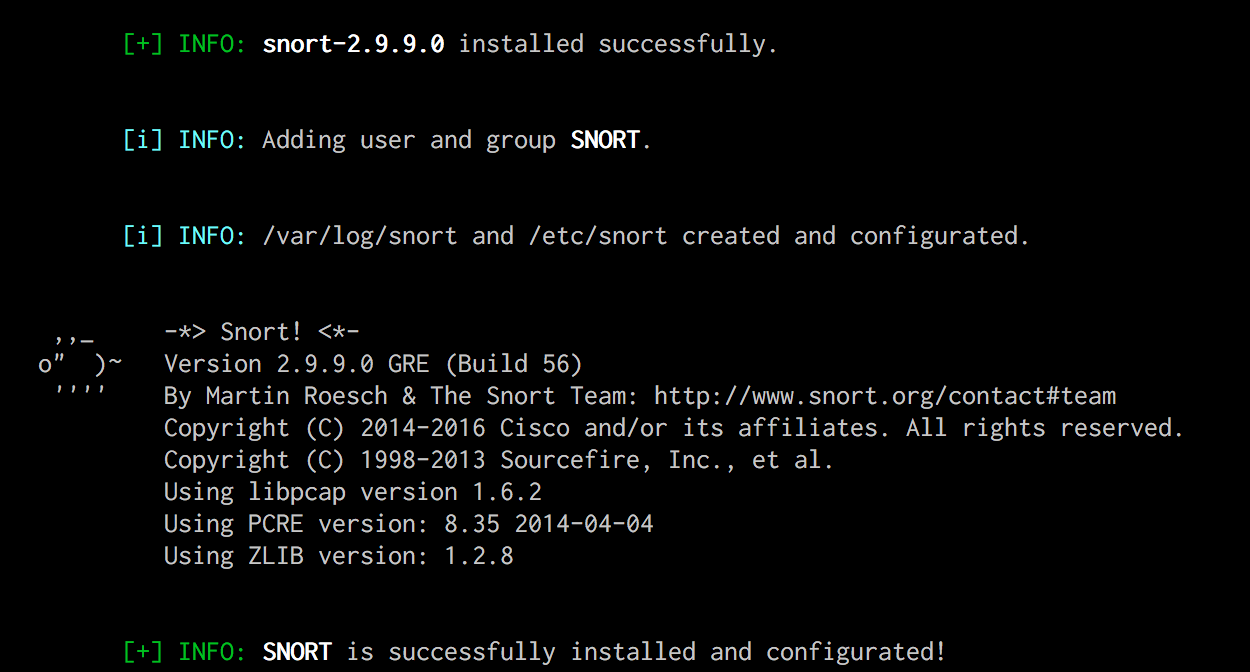 [+] INFO: snort-2.9.9.0 installed successfully.
[i] INFO: Adding user and group SNORT.
[i] INFO: /var/log/snort and /etc/snort created and configurated.
,,_ -*> Snort! <*-
o" )~ Version 2.9.9.0 GRE (Build 56)
'''' By Martin Roesch & The Snort Team: http://www.snort.org/contact#team
Copyright (C) 2014-2016 Cisco and/or its affiliates. All rights reserved.
Copyright (C) 1998-2013 Sourcefire, Inc., et al.
Using libpcap version 1.6.2
Using PCRE version: 8.35 2014-04-04
Using ZLIB version: 1.2.8
[+] INFO: SNORT is successfully installed and configurated!